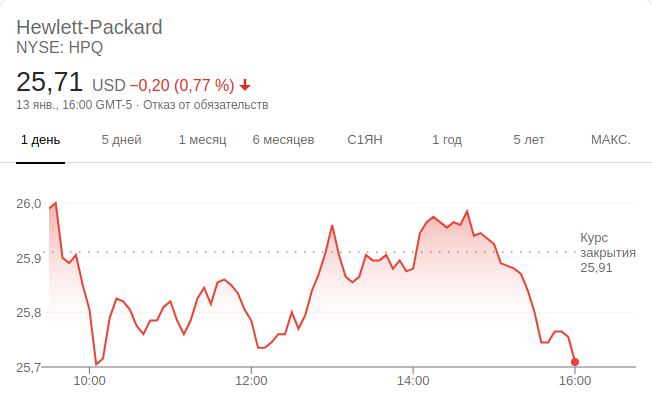 Hewlett-Packard
NYSE: HPQ
25,71 USD −0,20 (0,77 %)
13 янв., 16:00 GMT-5 · Отказ от обязательств
1 день 5 дней 1 месяц 6 месяцев С1ЯН 1 год 5 лет МАКС.
26,0
Курс
закрытия
25,91
25,9
25,8
25,7
10:00 12:00 14:00 16:00